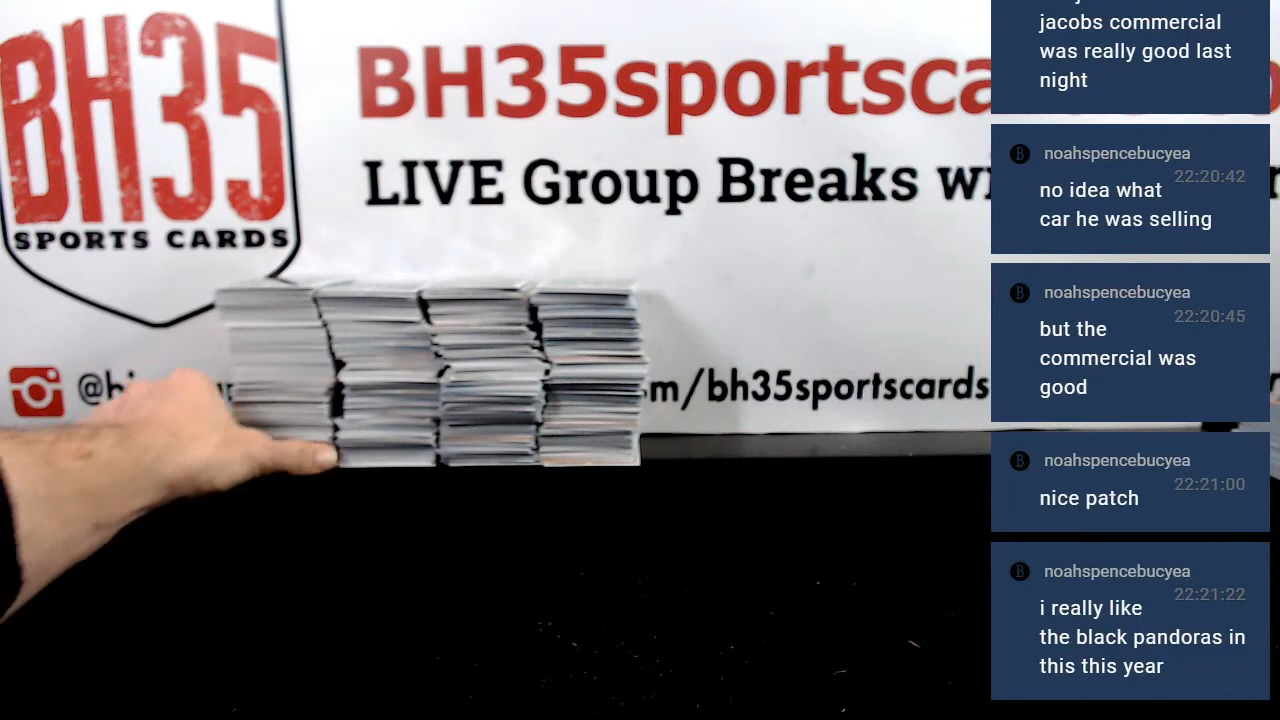 BH35
SPORTS CARDS
BH35sportsca
LIVE Group Breaks wi
m/bh35sportscards
jacobs commercial
was really good last
night
noahspencebucyea
22:20:42
no idea what
car he was selling
noahspencebucyea
22:20:45
but the
commercial was
good
noahspencebucyea
22:21:00
nice patch
noahspencebucyea
22:21:22
i really like
the black pandoras in
this this year